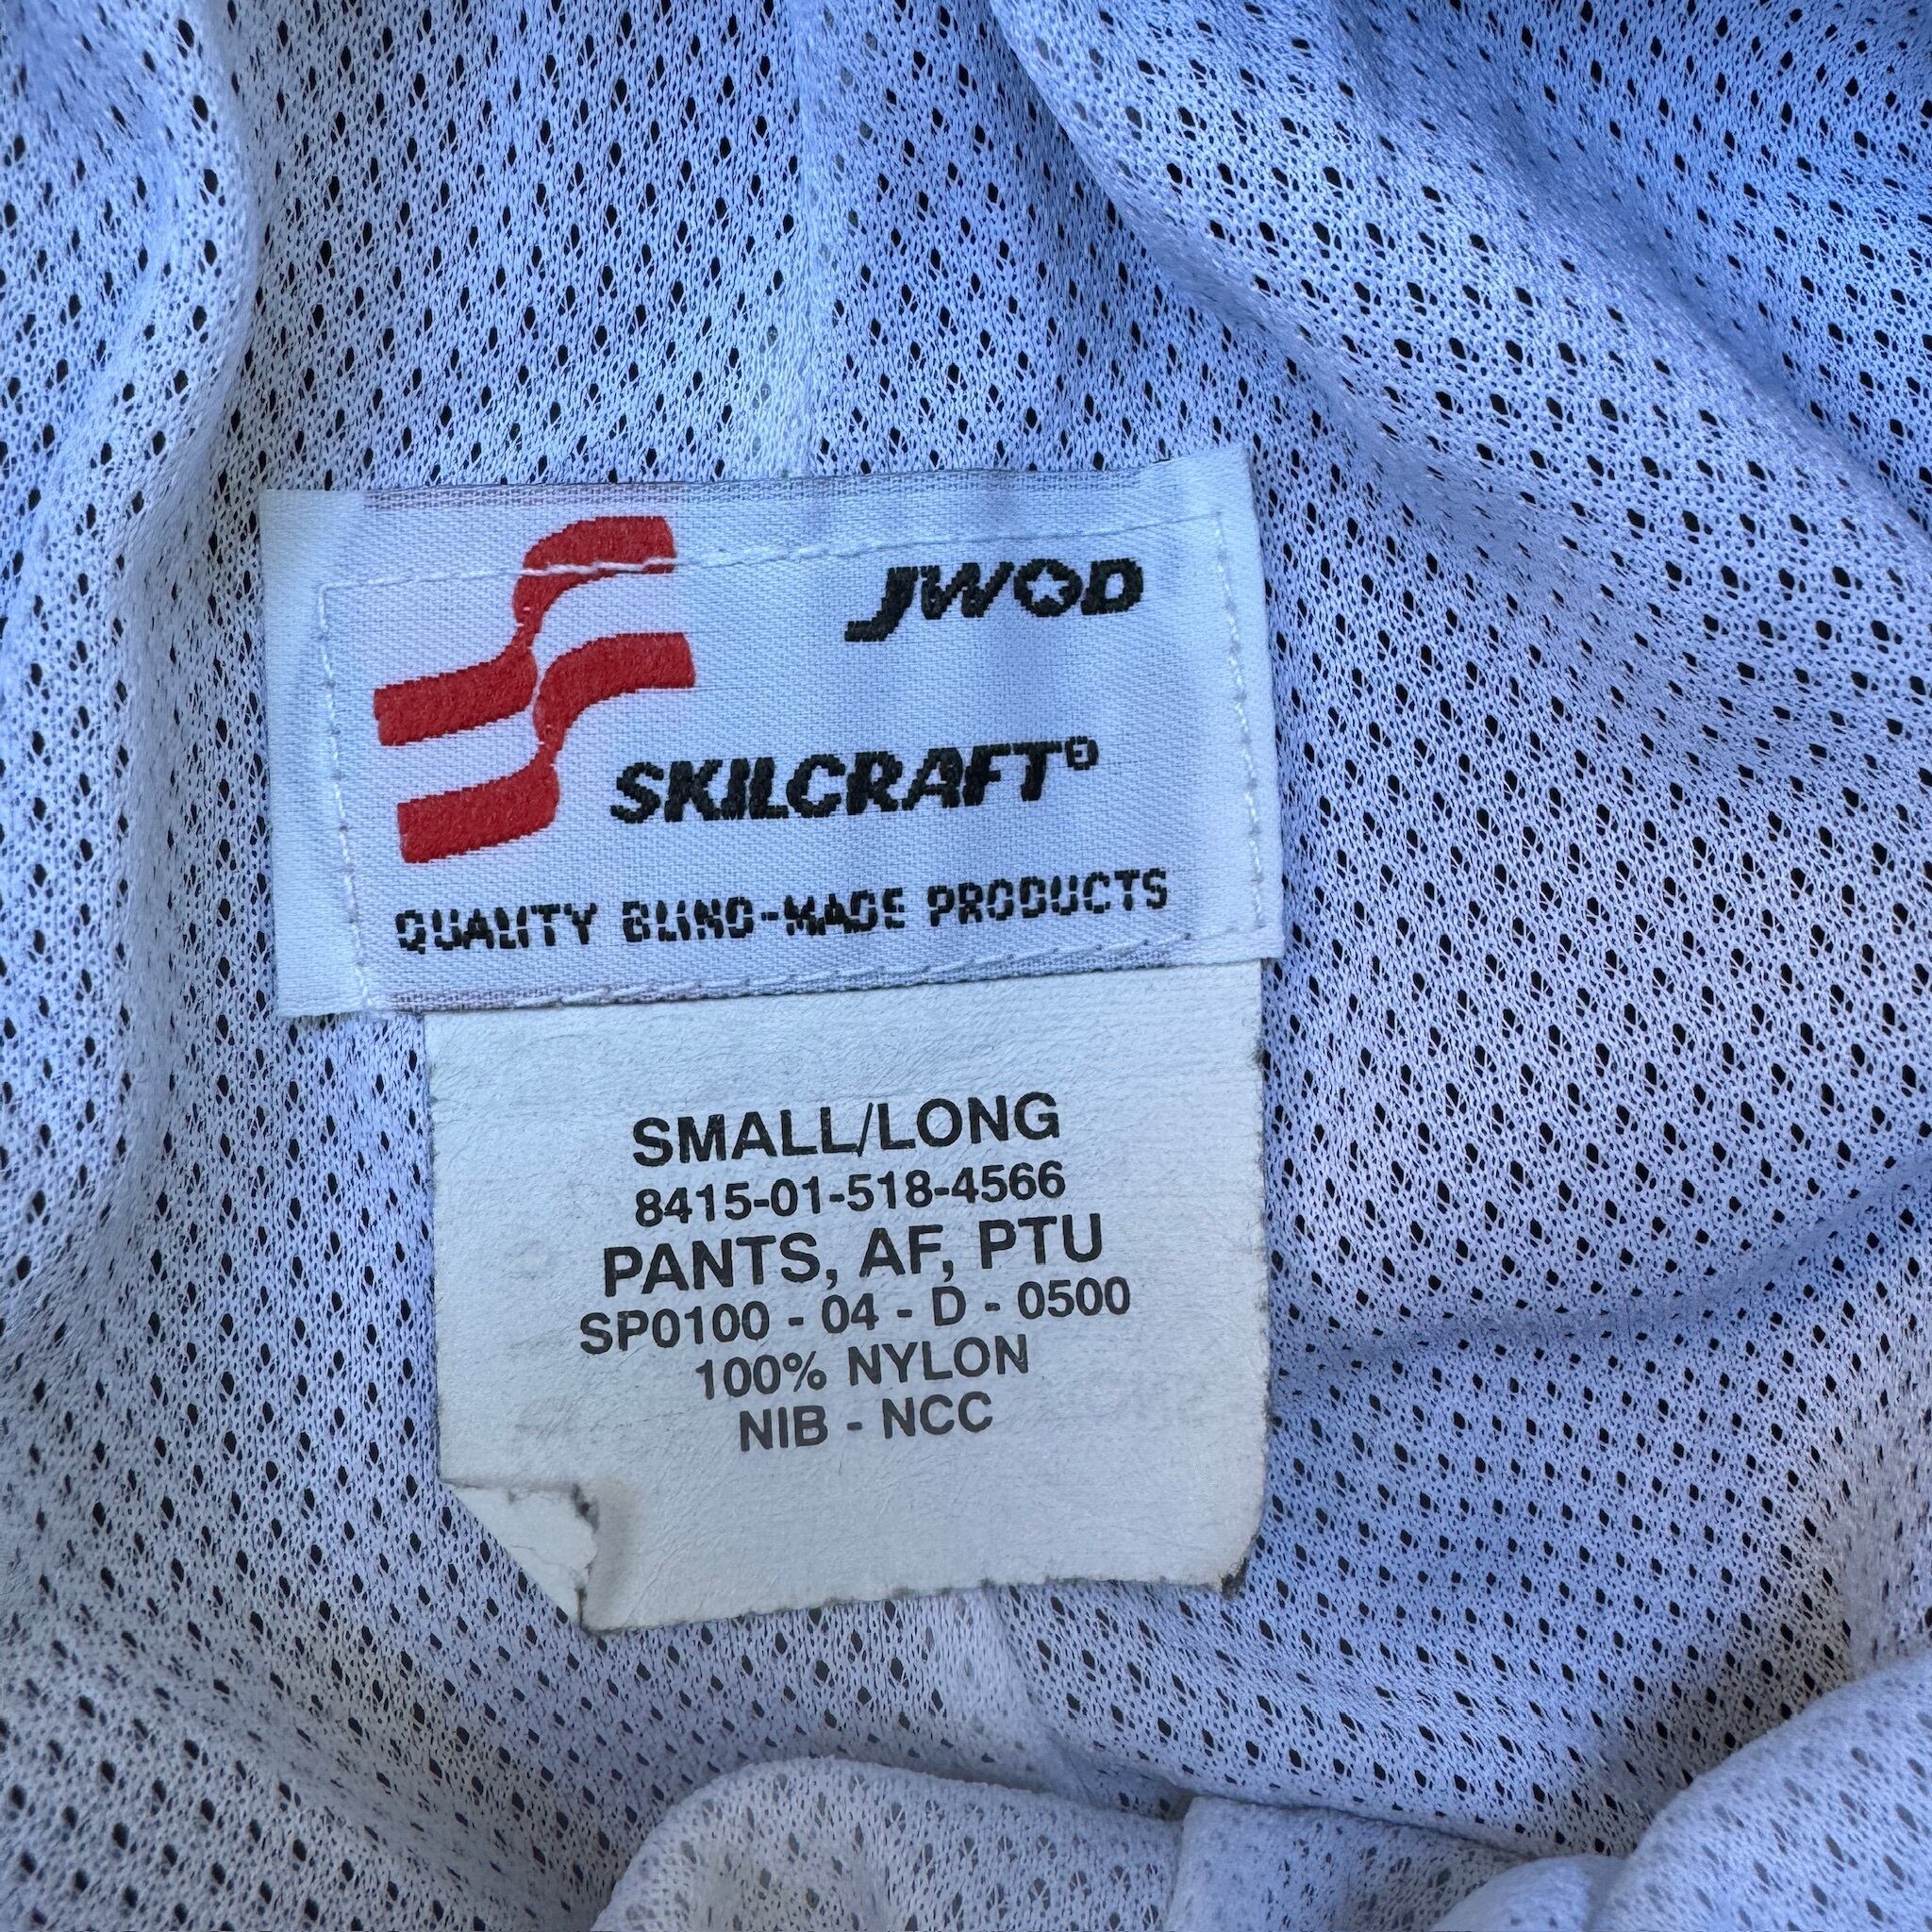 JWOD
SKILCRAFT®
QUALITY BLIND-MADE PRODUCTS
SMALL/LONG
8415-01-518-4566
PANTS, AF, PTU
SP0100 - 04 - D - 0500
100% NYLON
NIB - NCC